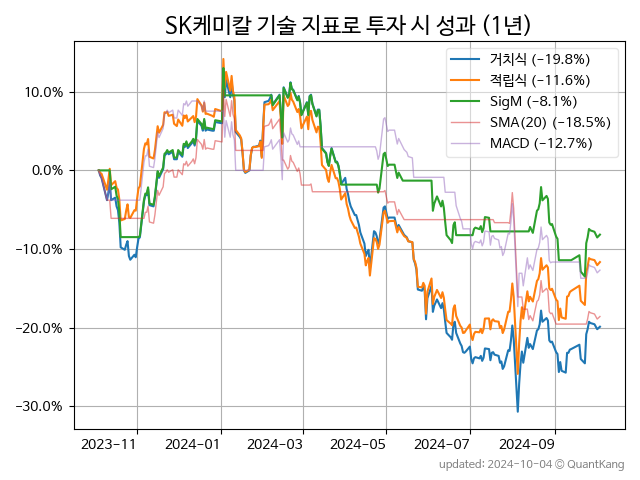 SK케미칼 기술 지표로 투자 시 성과 (1년)
거치식 (−19.8%)
적립식 (−11.6%)
SigM (−8.1%)
SMA(20) (−18.5%)
MACD (−12.7%)
10.0%
0.0%
−10.0%
−20.0%
−30.0%
2023-11 2024-01 2024-03 2024-05 2024-07 2024-09
updated: 2024-10-04 © QuantKang